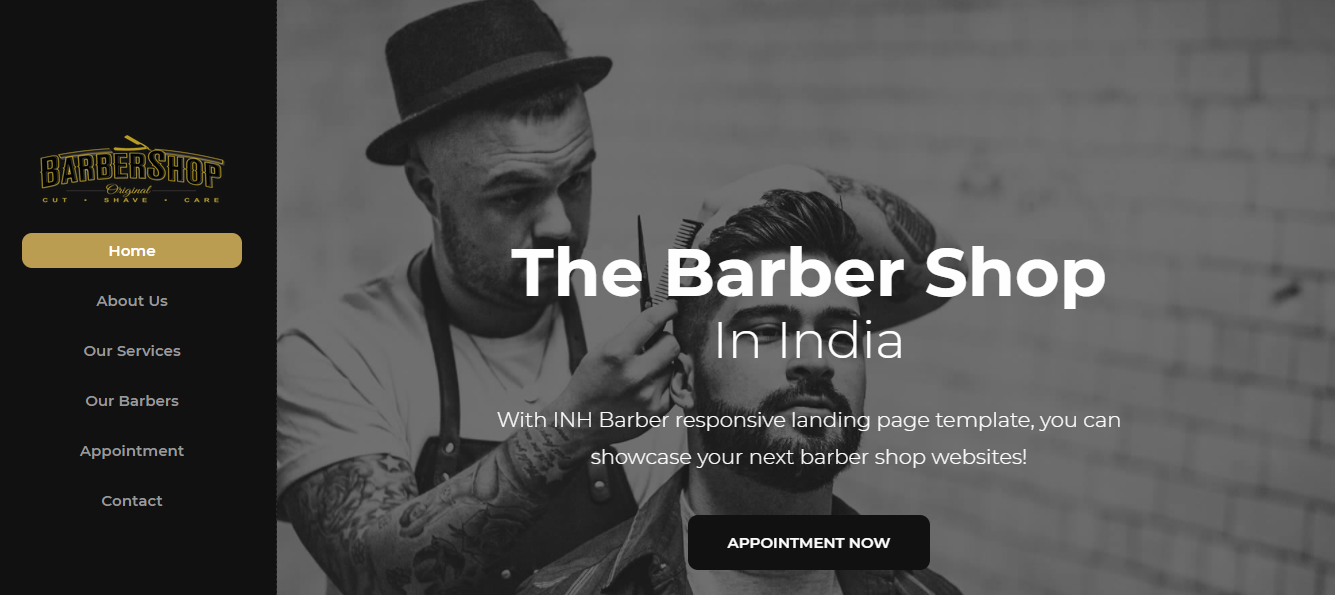 BARBERSHOP
Original
CUT • SHAVE • CARE
Home
About Us
Our Services
Our Barbers
Appointment
Contact
The Barber Shop
In India
With INH Barber responsive landing page template, you can
showcase your next barber shop websites!
APPOINTMENT NOW